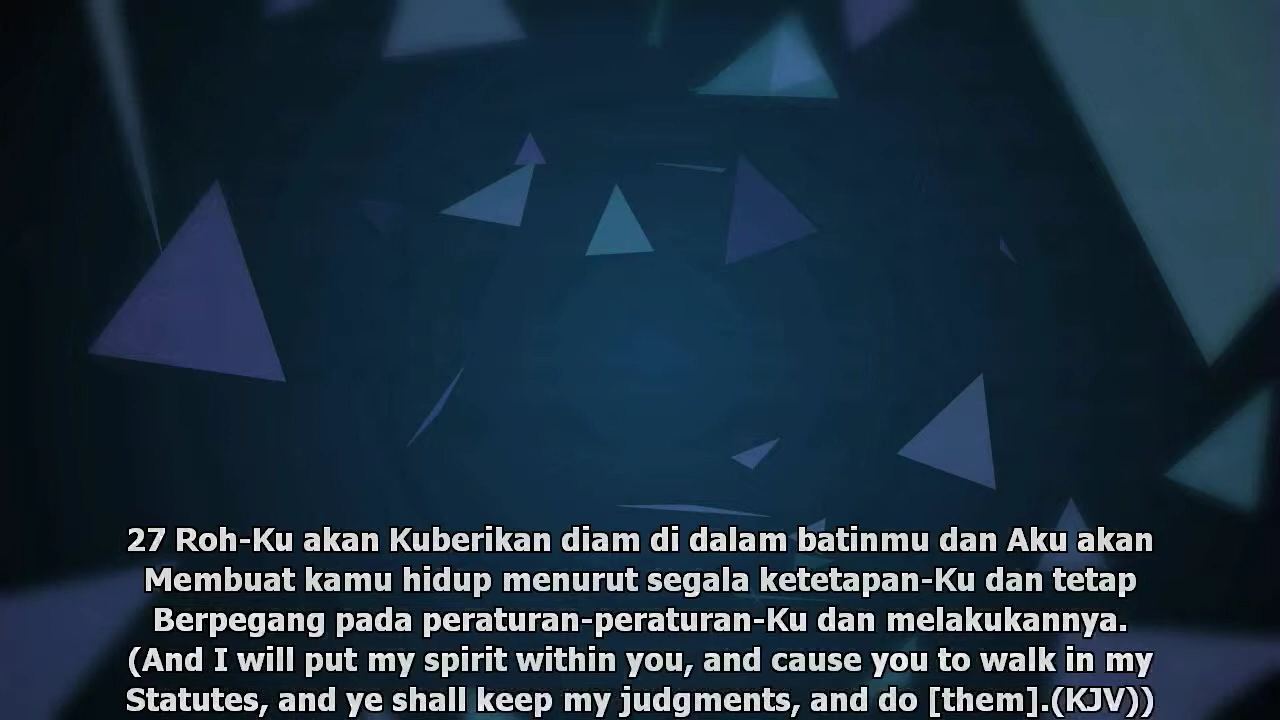 27 Roh-Ku akan Kuberikan diam di dalam batinmu dan Aku akan
Membuat kamu hidup menurut segala ketetapan-Ku dan tetap
Berpegang pada peraturan-peraturan-Ku dan melakukannya.
(And I will put my spirit within you, and cause you to walk in my
Statutes, and ye shall keep my judgments, and do [them].(KJV))